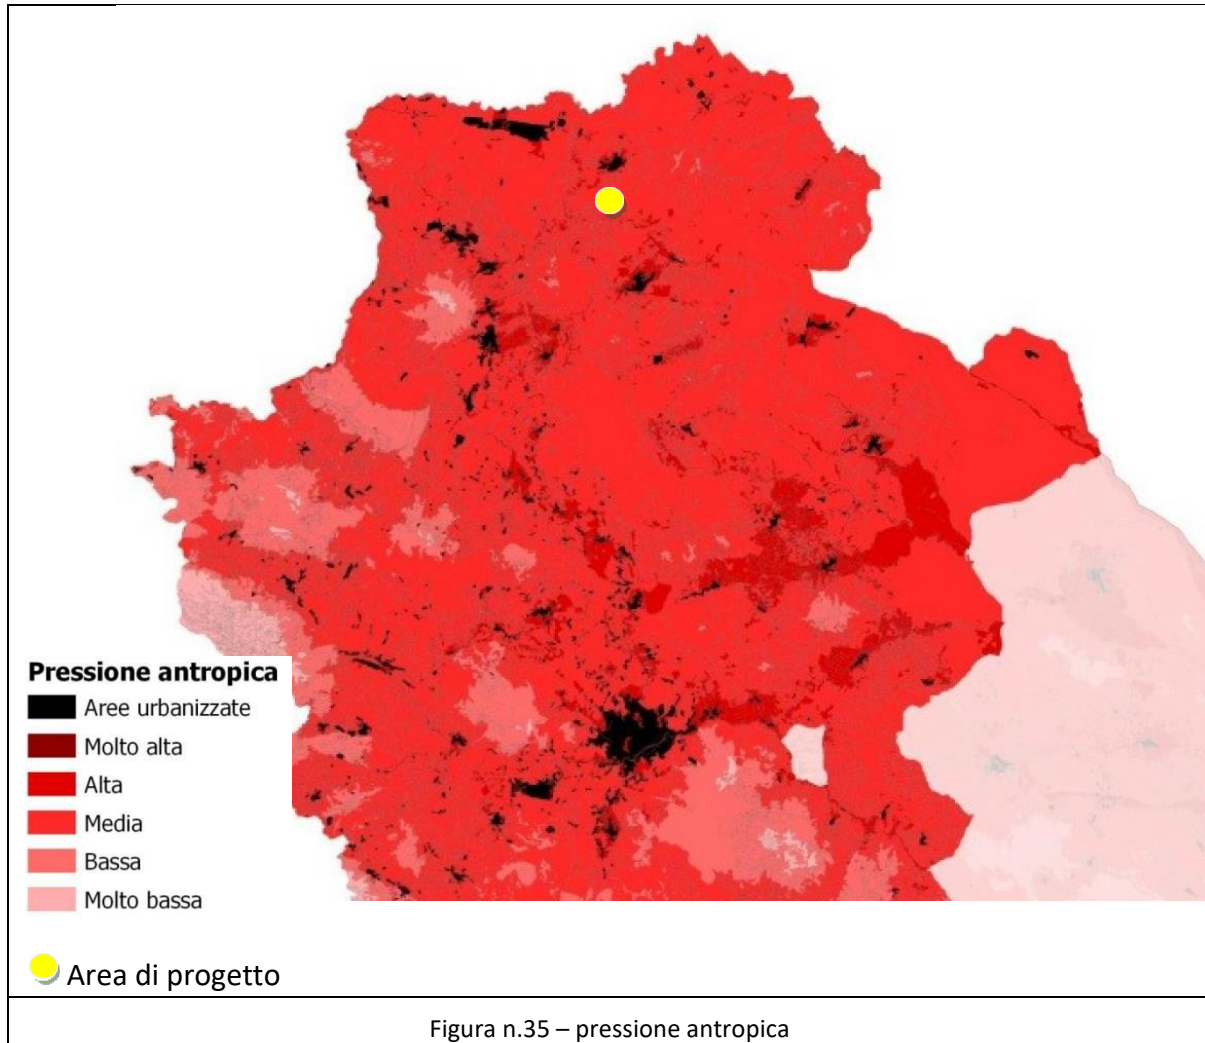 Pressione antropica
Aree urbanizzate
Molto alta
Alta
Media
Bassa
Molto bassa
Area di progetto
Figura n.35 – pressione antropica